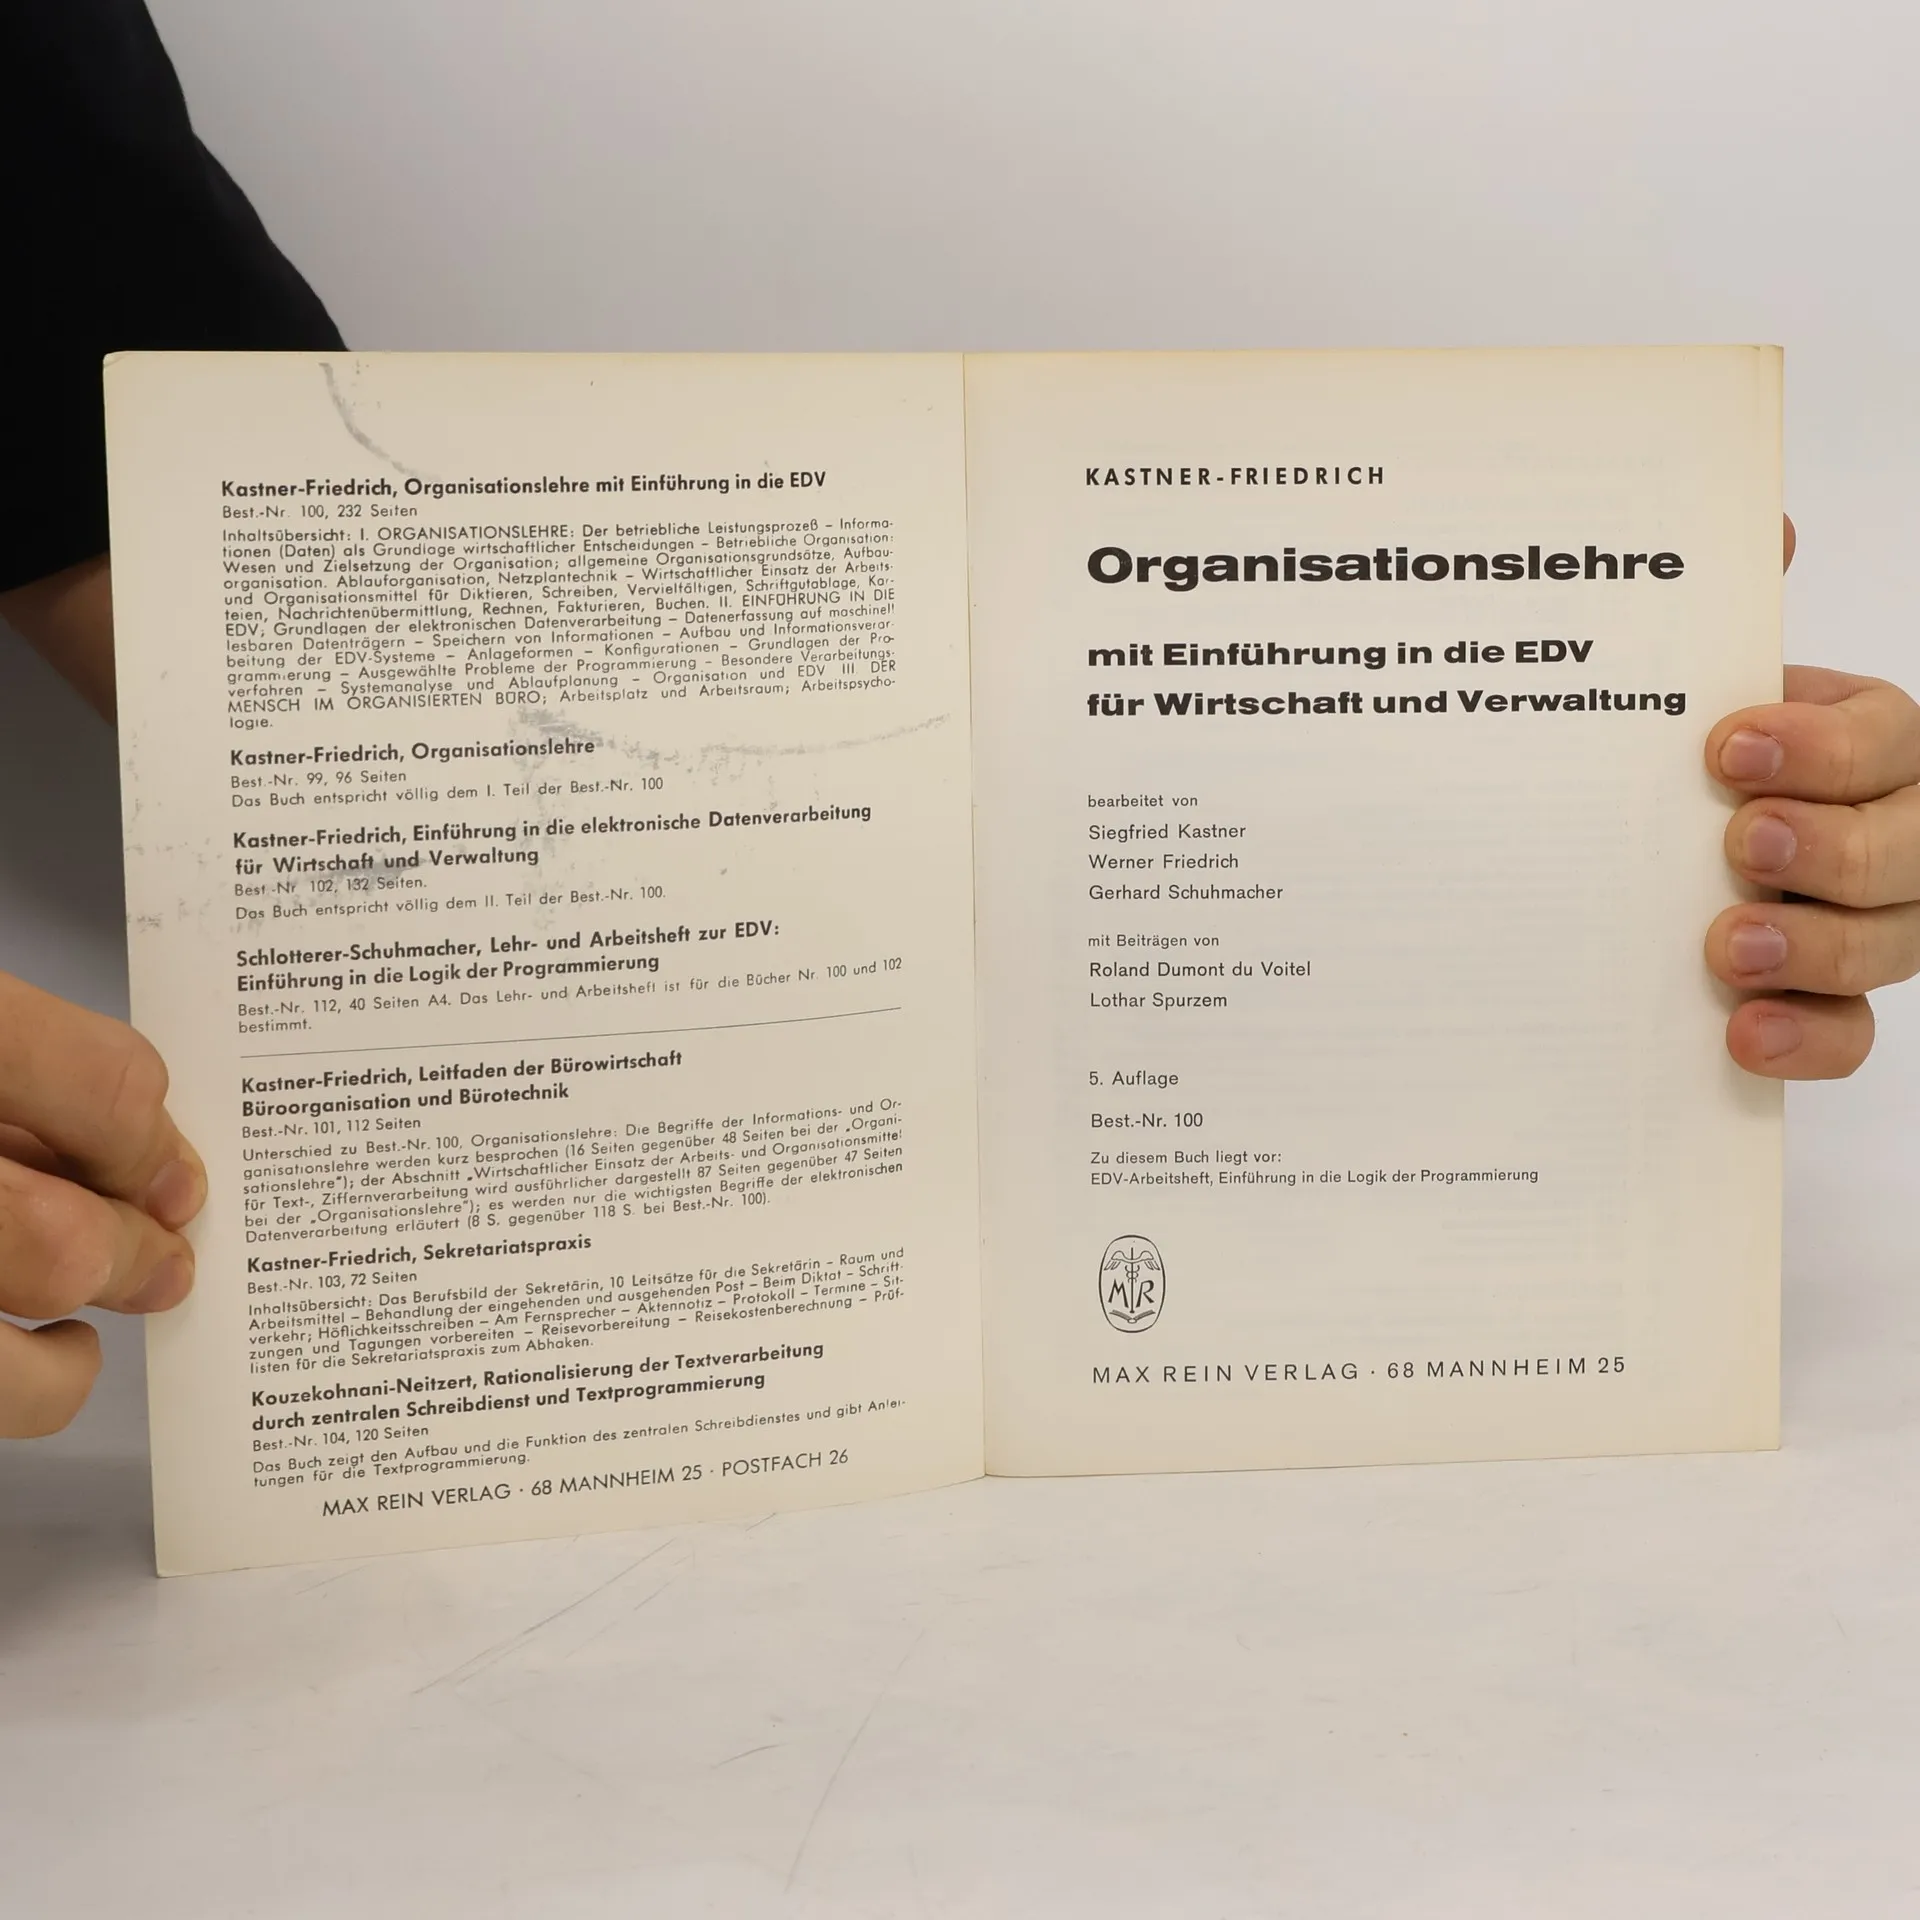 Kastner-Friedrich, Organisationslehre mit Einführung in die EDV
Best.-Nr. 100, 232 Seiten
Inhaltsübersicht: I. ORGANISATIONSLEHRE: Der betriebliche Leistungsprozeß – Informa-
tionen (Daten) als Grundlage wirtschaftlicher Entscheidungen – Betriebliche Organisation:
Wesen und Zielsetzung der Organisation; allgemeine Organisationsgrundsätze, Aufbau-
organisation. Ablauforganisation, Netzplantechnik – Wirtschaftlicher Einsatz der Arbeits-
und Organisationsmittel für Diktieren, Schreiben, Vervielfältigen, Schriftgutablage, Kar-
teien, Nachrichtenübermittlung, Rechnen, Fakturieren, Buchen. II. EINFÜHRUNG IN DIE
EDV; Grundlagen der elektronischen Datenverarbeitung – Datenerfassung auf maschinell
lesbaren Datenträgern – Speichern von Informationen – Aufbau und Informationsverar-
beitung der EDV-Systeme – Anlageformen – Konfigurationen – Grundlagen der Pro-
grammierung – Ausgewählte Probleme der Programmierung – Besondere Verarbeitungs-
verfahren – Systemanalyse und Ablaufplanung – Organisation und EDV III. DER
MENSCH IM ORGANISIERTEN BÜRO; Arbeitsplatz und Arbeitsraum; Arbeitspsycho-
logie.
Kastner-Friedrich, Organisationslehre
Best.-Nr. 99, 96 Seiten
Das Buch entspricht völlig dem I. Teil der Best.-Nr. 100
Kastner-Friedrich, Einführung in die elektronische Datenverarbeitung
für Wirtschaft und Verwaltung
Best.-Nr 102, 132 Seiten.
Das Buch entspricht völlig dem II. Teil der Best.-Nr. 100.
Schlotterer-Schuhmacher, Lehr- und Arbeitsheft zur EDV:
Einführung in die Logik der Programmierung
Best.-Nr. 112, 40 Seiten A4. Das Lehr- und Arbeitsheft ist für die Bücher Nr. 100 und 102
bestimmt.
Kastner-Friedrich, Leitfaden der Bürowirtschaft
Büroorganisation und Bürotechnik
Best.-Nr. 101, 112 Seiten
Unterschied zu Best.-Nr. 100, Organisationslehre: Die Begriffe der Informations- und Or-
ganisationslehre werden kurz besprochen (16 Seiten gegenüber 48 Seiten bei der „Organi-
sationslehre"); der Abschnitt „Wirtschaftlicher Einsatz der Arbeits- und Organisationsmittel
für Text-, Ziffernverarbeitung wird ausführlicher dargestellt 87 Seiten gegenüber 47 Seiten
bei der „Organisationslehre"); es werden nur die wichtigsten Begriffe der elektronischen
Datenverarbeitung erläutert (8 S. gegenüber 118 S. bei Best.-Nr. 100).
Kastner-Friedrich, Sekretariatspraxis
Best.-Nr. 103, 72 Seiten
Inhaltsübersicht: Das Berufsbild der Sekretärin, 10 Leitsätze für die Sekretärin – Raum und
Arbeitsmittel – Behandlung der eingehenden und ausgehenden Post – Beim Diktat – Schrift-
verkehr; Höflichkeitsschreiben – Am Fernsprecher – Aktennotiz – Protokoll – Termine – Sit-
zungen und Tagungen vorbereiten – Reisevorbereitung – Reisekostenberechnung – Prüf-
listen für die Sekretariatspraxis zum Abhaken.
Kouzekohnani-Neitzert, Rationalisierung der Textverarbeitung
durch zentralen Schreibdienst und Textprogrammierung
Best.-Nr. 104, 120 Seiten
Das Buch zeigt den Aufbau und die Funktion des zentralen Schreibdienstes und gibt Anlei-
tungen für die Textprogrammierung.
MAX REIN VERLAG · 68 MANNHEIM 25 · POSTFACH 26
KASTNER-FRIEDRICH
Organisationslehre
mit Einführung in die EDV
für Wirtschaft und Verwaltung
bearbeitet von
Siegfried Kastner
Werner Friedrich
Gerhard Schuhmacher
mit Beiträgen von
Roland Dumont du Voitel
Lothar Spurzem
5. Auflage
Best.-Nr. 100
Zu diesem Buch liegt vor:
EDV-Arbeitsheft, Einführung in die Logik der Programmierung
MR
MAX REIN VERLAG · 68 MANNHEIM 25